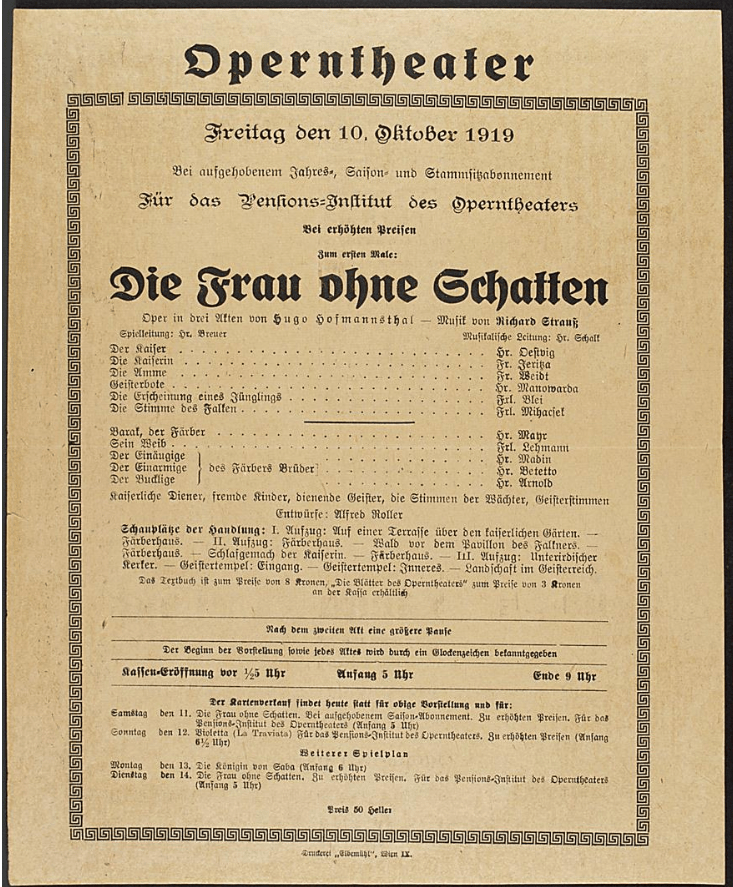 Operntheater
Freitag den 10. Oktober 1919
Bei aufgehobenem Jahres-, Saison- und Stammsitzabonnement
Für das Pensions-Institut des Operntheaters
Bei erhöhten Preisen
Zum ersten Male:
Die Frau ohne Schatten
Oper in drei Akten von Hugo Hofmannsthal — Musik von Richard Strauß
Spielleitung: Hr. Breuer Musikalische Leitung: Hr. Schalk
Der Kaiser Hr. Oestvig
Die Kaiserin Fr. Jeritza
Die Amme Fr. Weidt
Geisterbote Hr. Manowarda
Die Erscheinung eines Jünglings Frl. Blei
Die Stimme des Falken Frl. Mihacsek
Barak, der Färber Hr. Mayr
Sein Weib Frl. Lehmann
Der Einäugige Hr. Madin
Der Einarmige des Färbers Brüder Hr. Betetto
Der Bucklige Hr. Arnold
Kaiserliche Diener, fremde Kinder, dienende Geister, die Stimmen der Wächter, Geisterstimmen
Entwürfe: Alfred Roller
Schauplätze der Handlung: I. Aufzug: Auf einer Terrasse über den kaiserlichen Gärten. —
Färberhaus. — II. Aufzug: Färberhaus. — Wald vor dem Pavillon des Falkners. —
Färberhaus. — Schlafgemach der Kaiserin. — Färberhaus. — III. Aufzug: Unterirdischer
Kerker. — Geistertempel: Eingang. — Geistertempel: Inneres. — Landschaft im Geisterreich.
Das Textbuch ist zum Preise von 8 Kronen, „Die Blätter des Operntheaters" zum Preise von 3 Kronen
an der Kassa erhältlich
Nach dem zweiten Akt eine größere Pause
Der Beginn der Vorstellung sowie jedes Aktes wird durch ein Glockenzeichen bekanntgegeben
Kassen-Eröffnung vor ½5 Uhr Anfang 5 Uhr Ende 9 Uhr
Der Kartenverkauf findet heute statt für obige Vorstellung und für:
Samstag den 11. Die Frau ohne Schatten. Bei aufgehobenem Saison-Abonnement. Zu erhöhten Preisen. Für das
Pensions-Institut des Operntheaters (Anfang 5 Uhr)
Sonntag den 12. Violetta (La Traviata) Für das Pensions-Institut des Operntheaters. Zu erhöhten Preisen (Anfang
6½ Uhr)
Weiterer Spielplan
Montag den 13. Die Königin von Saba (Anfang 6 Uhr)
Dienstag den 14. Die Frau ohne Schatten. Zu erhöhten Preisen. Für das Pensions-Institut des Operntheaters
(Anfang 5 Uhr)
Preis 50 Heller
Druckerei „Elbemühl", Wien IX.